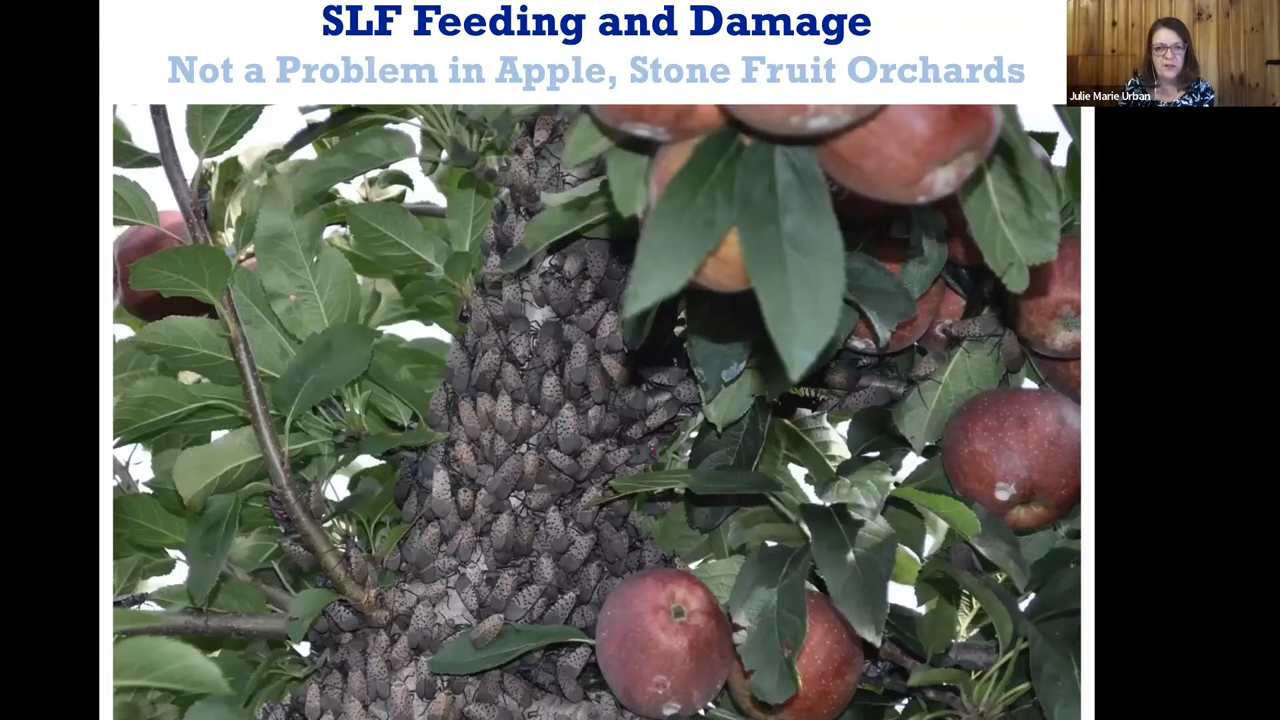 SLF Feeding and Damage
Not a Problem in Apple, Stone Fruit Orchards
Julie Marie Urban